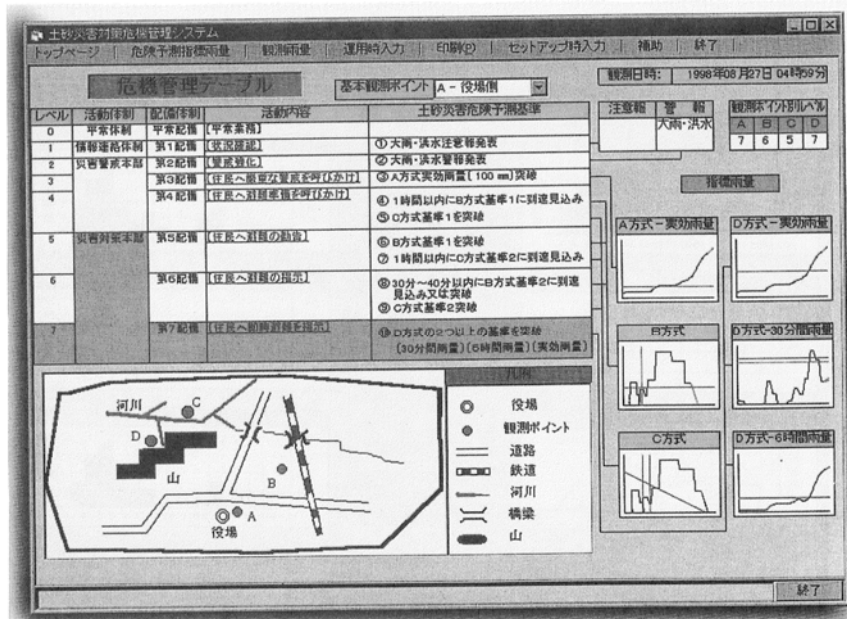 土砂災害対策危機管理システム
トップページ | 危険予測指標雨量 | 観測雨量 | 運用時入力 | 印刷(P) | セットアップ時入力 | 補助 | 終了
危機管理テーブル
基本観測ポイント A - 役場側
観測日時: 1998年08月27日 04時59分
レベル 活動体制 配備体制 活動内容 土砂災害危険予測基準
0 平常体制 平常配備 [平常業務]
1 情報連絡体制 第1配備 [状況確認] ①大雨・洪水注意報発表
2 災害警戒本部 第2配備 [警戒強化] ②大雨・洪水警報発表
3 第3配備 [住民へ厳重な警戒を呼びかけ] ③A方式実効雨量[100 mm]突破
4 第4配備 [住民へ避難準備を呼びかけ] ④1時間以内にB方式基準1に到達見込み
⑤C方式基準1を突破
5 災害対策本部 第5配備 [住民へ避難の勧告] ⑥B方式基準1を突破
⑦1時間以内にC方式基準2に到達見込み
6 第6配備 [住民へ避難の指示] ⑧30分～40分以内にB方式基準2に到達
見込み又は突破
⑨C方式基準2突破
7 第7配備 [住民へ即時避難を指示] ⑩D方式の2つ以上の基準を突破
(30分間雨量)(6時間雨量)(実効雨量)
注意報 警 報
大雨・洪水
観測ポイント別レベル
A B C D
7 6 5 7
指標雨量
A方式-実効雨量
D方式-実効雨量
B方式
D方式-30分間雨量
C方式
D方式-6時間雨量
河川
C
D
山
B
A
役場
凡例
役場
観測ポイント
道路
鉄道
河川
橋梁
山
終了